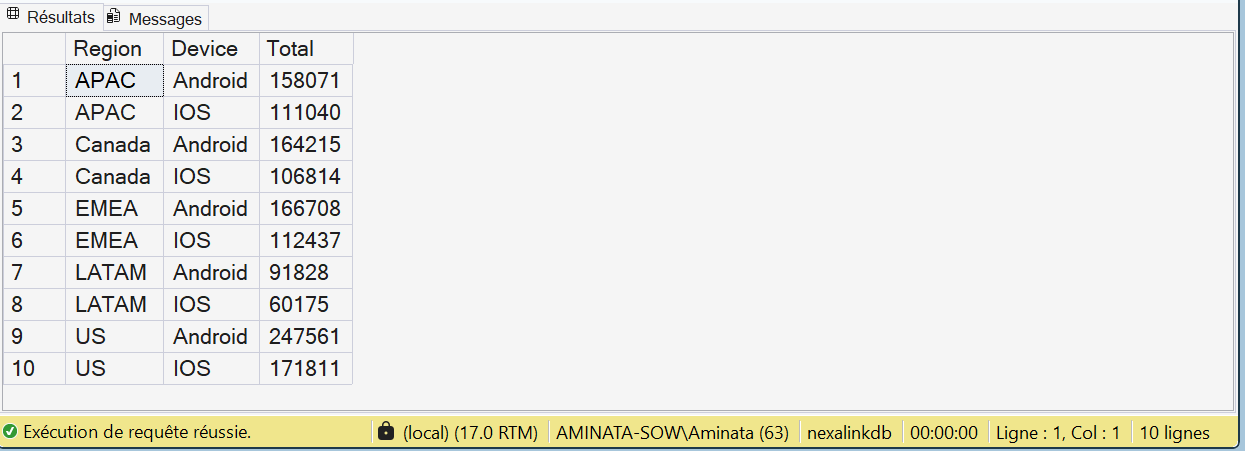 Résultats Messages
Region Device Total
1 APAC Android 158071
2 APAC IOS 111040
3 Canada Android 164215
4 Canada IOS 106814
5 EMEA Android 166708
6 EMEA IOS 112437
7 LATAM Android 91828
8 LATAM IOS 60175
9 US Android 247561
10 US IOS 171811
Exécution de requête réussie. (local) (17.0 RTM) AMINATA-SOW\Aminata (63) nexalinkdb 00:00:00 Ligne : 1, Col : 1 10 lignes